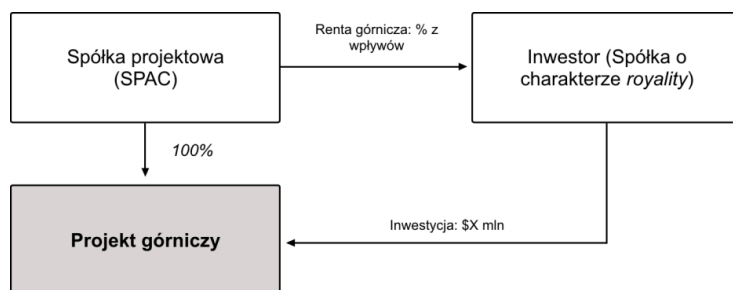 Spółka projektowa
(SPAC)
Renta górnicza: % z
wpływów
Inwestor (Spółka o
charakterze royality)
100%
Projekt górniczy
Inwestycja: $X mln